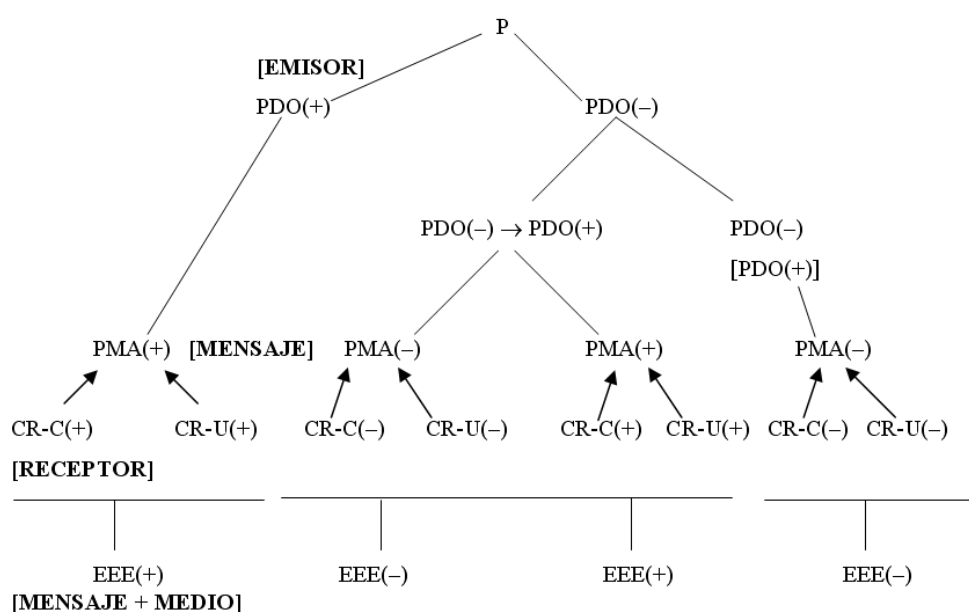 P
[EMISOR]
PDO(+) PDO(–)
PDO(–) → PDO(+) PDO(–)
[PDO(+)]
PMA(+) [MENSAJE] PMA(–) PMA(+) PMA(–)
CR-C(+) CR-U(+) CR-C(–) CR-U(–) CR-C(+) CR-U(+) CR-C(–) CR-U(–)
[RECEPTOR]
EEE(+) EEE(–) EEE(+) EEE(–)
[MENSAJE + MEDIO]